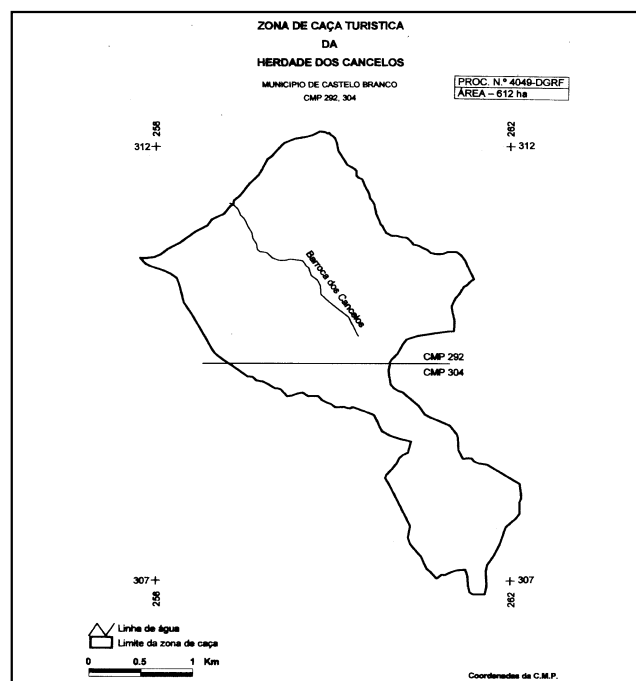 ZONA DE CAÇA TURISTICA
DA
HERDADE DOS CANCELOS
MUNICIPIO DE CASTELO BRANCO
CMP 292, 304
PROC. N.º 4049-DGRF
ÁREA – 612 ha
258
262
312
312
Barroca dos Cancelos
CMP 292
CMP 304
307
307
258
262
Linha de água
Limite da zona de caça
0 0.5 1 Km
Coordenadas da C.M.P.